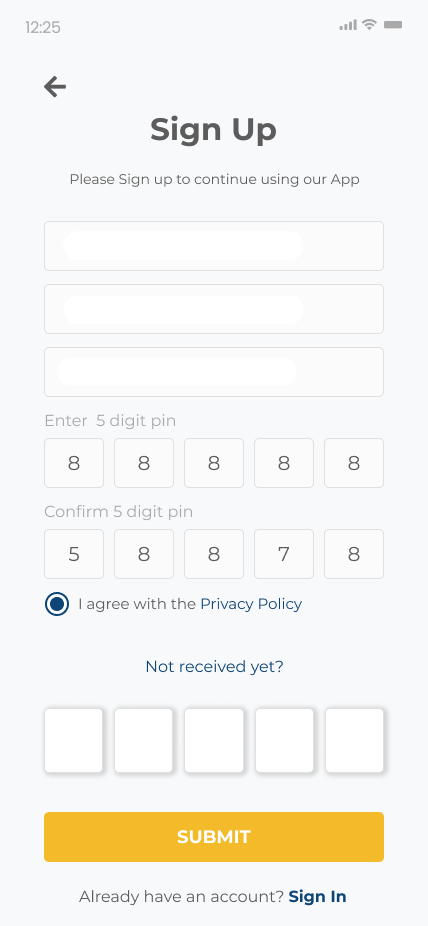 12:25
Sign Up
Please Sign up to continue using our App
Enter 5 digit pin
8 8 8 8 8
Confirm 5 digit pin
5 8 8 7 8
I agree with the Privacy Policy
Not received yet?
SUBMIT
Already have an account? Sign In